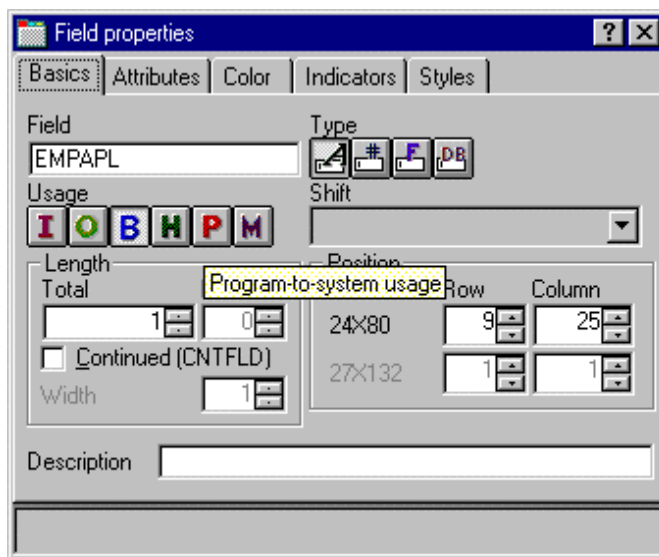 Field properties
Basics Attributes Color Indicators Styles
Field Type
EMPAPL
A # F DB
Usage Shift
I O B H P M
Length Position
Program-to-system usage
Total Row Column
1 0 24X80 9 25
Continued (CNTFLD)
27X132 1 1
Width 1
Description